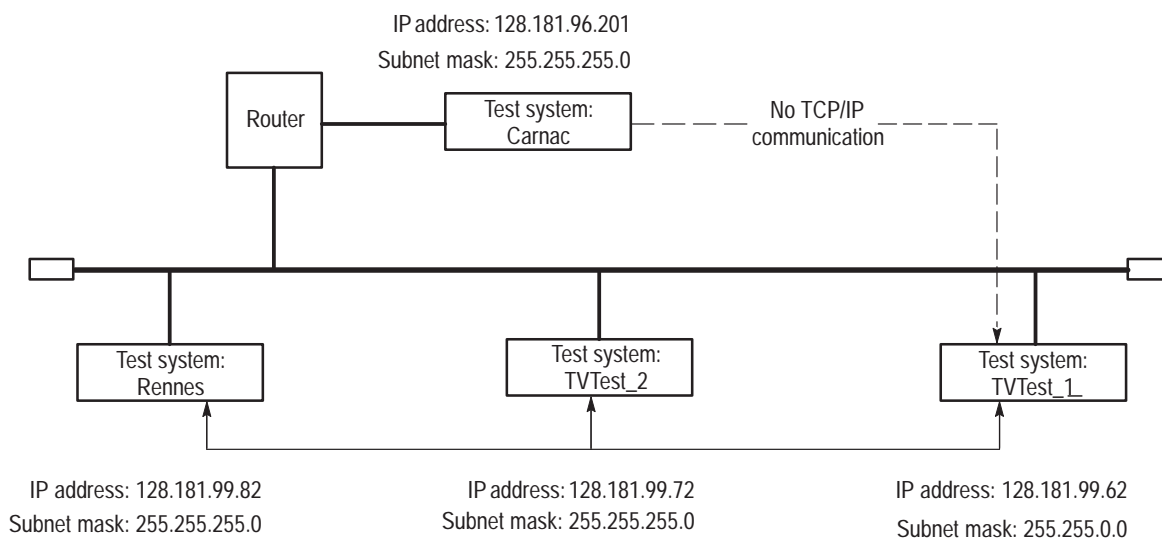 IP address: 128.181.96.201
Subnet mask: 255.255.255.0
Router
Test system:
Carnac
No TCP/IP
communication
Test system:
Rennes
Test system:
TVTest_2
Test system:
TVTest_1
IP address: 128.181.99.82
Subnet mask: 255.255.255.0
IP address: 128.181.99.72
Subnet mask: 255.255.255.0
IP address: 128.181.99.62
Subnet mask: 255.255.0.0